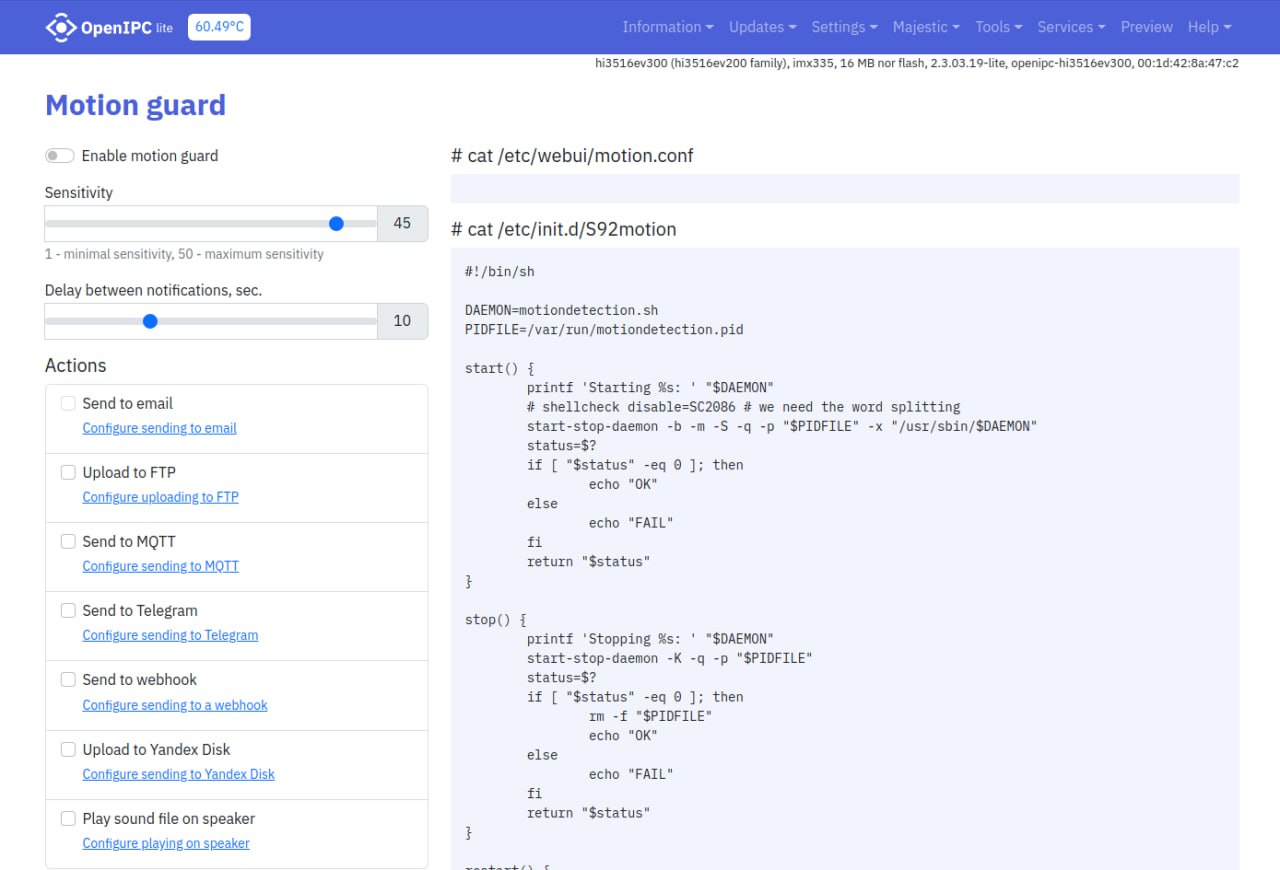 OpenIPC lite 60.49°C Information Updates Settings Majestic Tools Services Preview Help
hi3516ev300 (hi3516ev200 family), imx335, 16 MB nor flash, 2.3.03.19-lite, openipc-hi3516ev300, 00:1d:42:8a:47:c2
Motion guard
Enable motion guard
Sensitivity
45
1 - minimal sensitivity, 50 - maximum sensitivity
Delay between notifications, sec.
10
Actions
Send to email
Configure sending to email
Upload to FTP
Configure uploading to FTP
Send to MQTT
Configure sending to MQTT
Send to Telegram
Configure sending to Telegram
Send to webhook
Configure sending to a webhook
Upload to Yandex Disk
Configure sending to Yandex Disk
Play sound file on speaker
Configure playing on speaker
# cat /etc/webui/motion.conf
# cat /etc/init.d/S92motion
#!/bin/sh
DAEMON=motiondetection.sh
PIDFILE=/var/run/motiondetection.pid
start() {
printf 'Starting %s: ' "$DAEMON"
# shellcheck disable=SC2086 # we need the word splitting
start-stop-daemon -b -m -S -q -p "$PIDFILE" -x "/usr/sbin/$DAEMON"
status=$?
if [ "$status" -eq 0 ]; then
echo "OK"
else
echo "FAIL"
fi
return "$status"
}
stop() {
printf 'Stopping %s: ' "$DAEMON"
start-stop-daemon -K -q -p "$PIDFILE"
status=$?
if [ "$status" -eq 0 ]; then
rm -f "$PIDFILE"
echo "OK"
else
echo "FAIL"
fi
return "$status"
}
restart() {